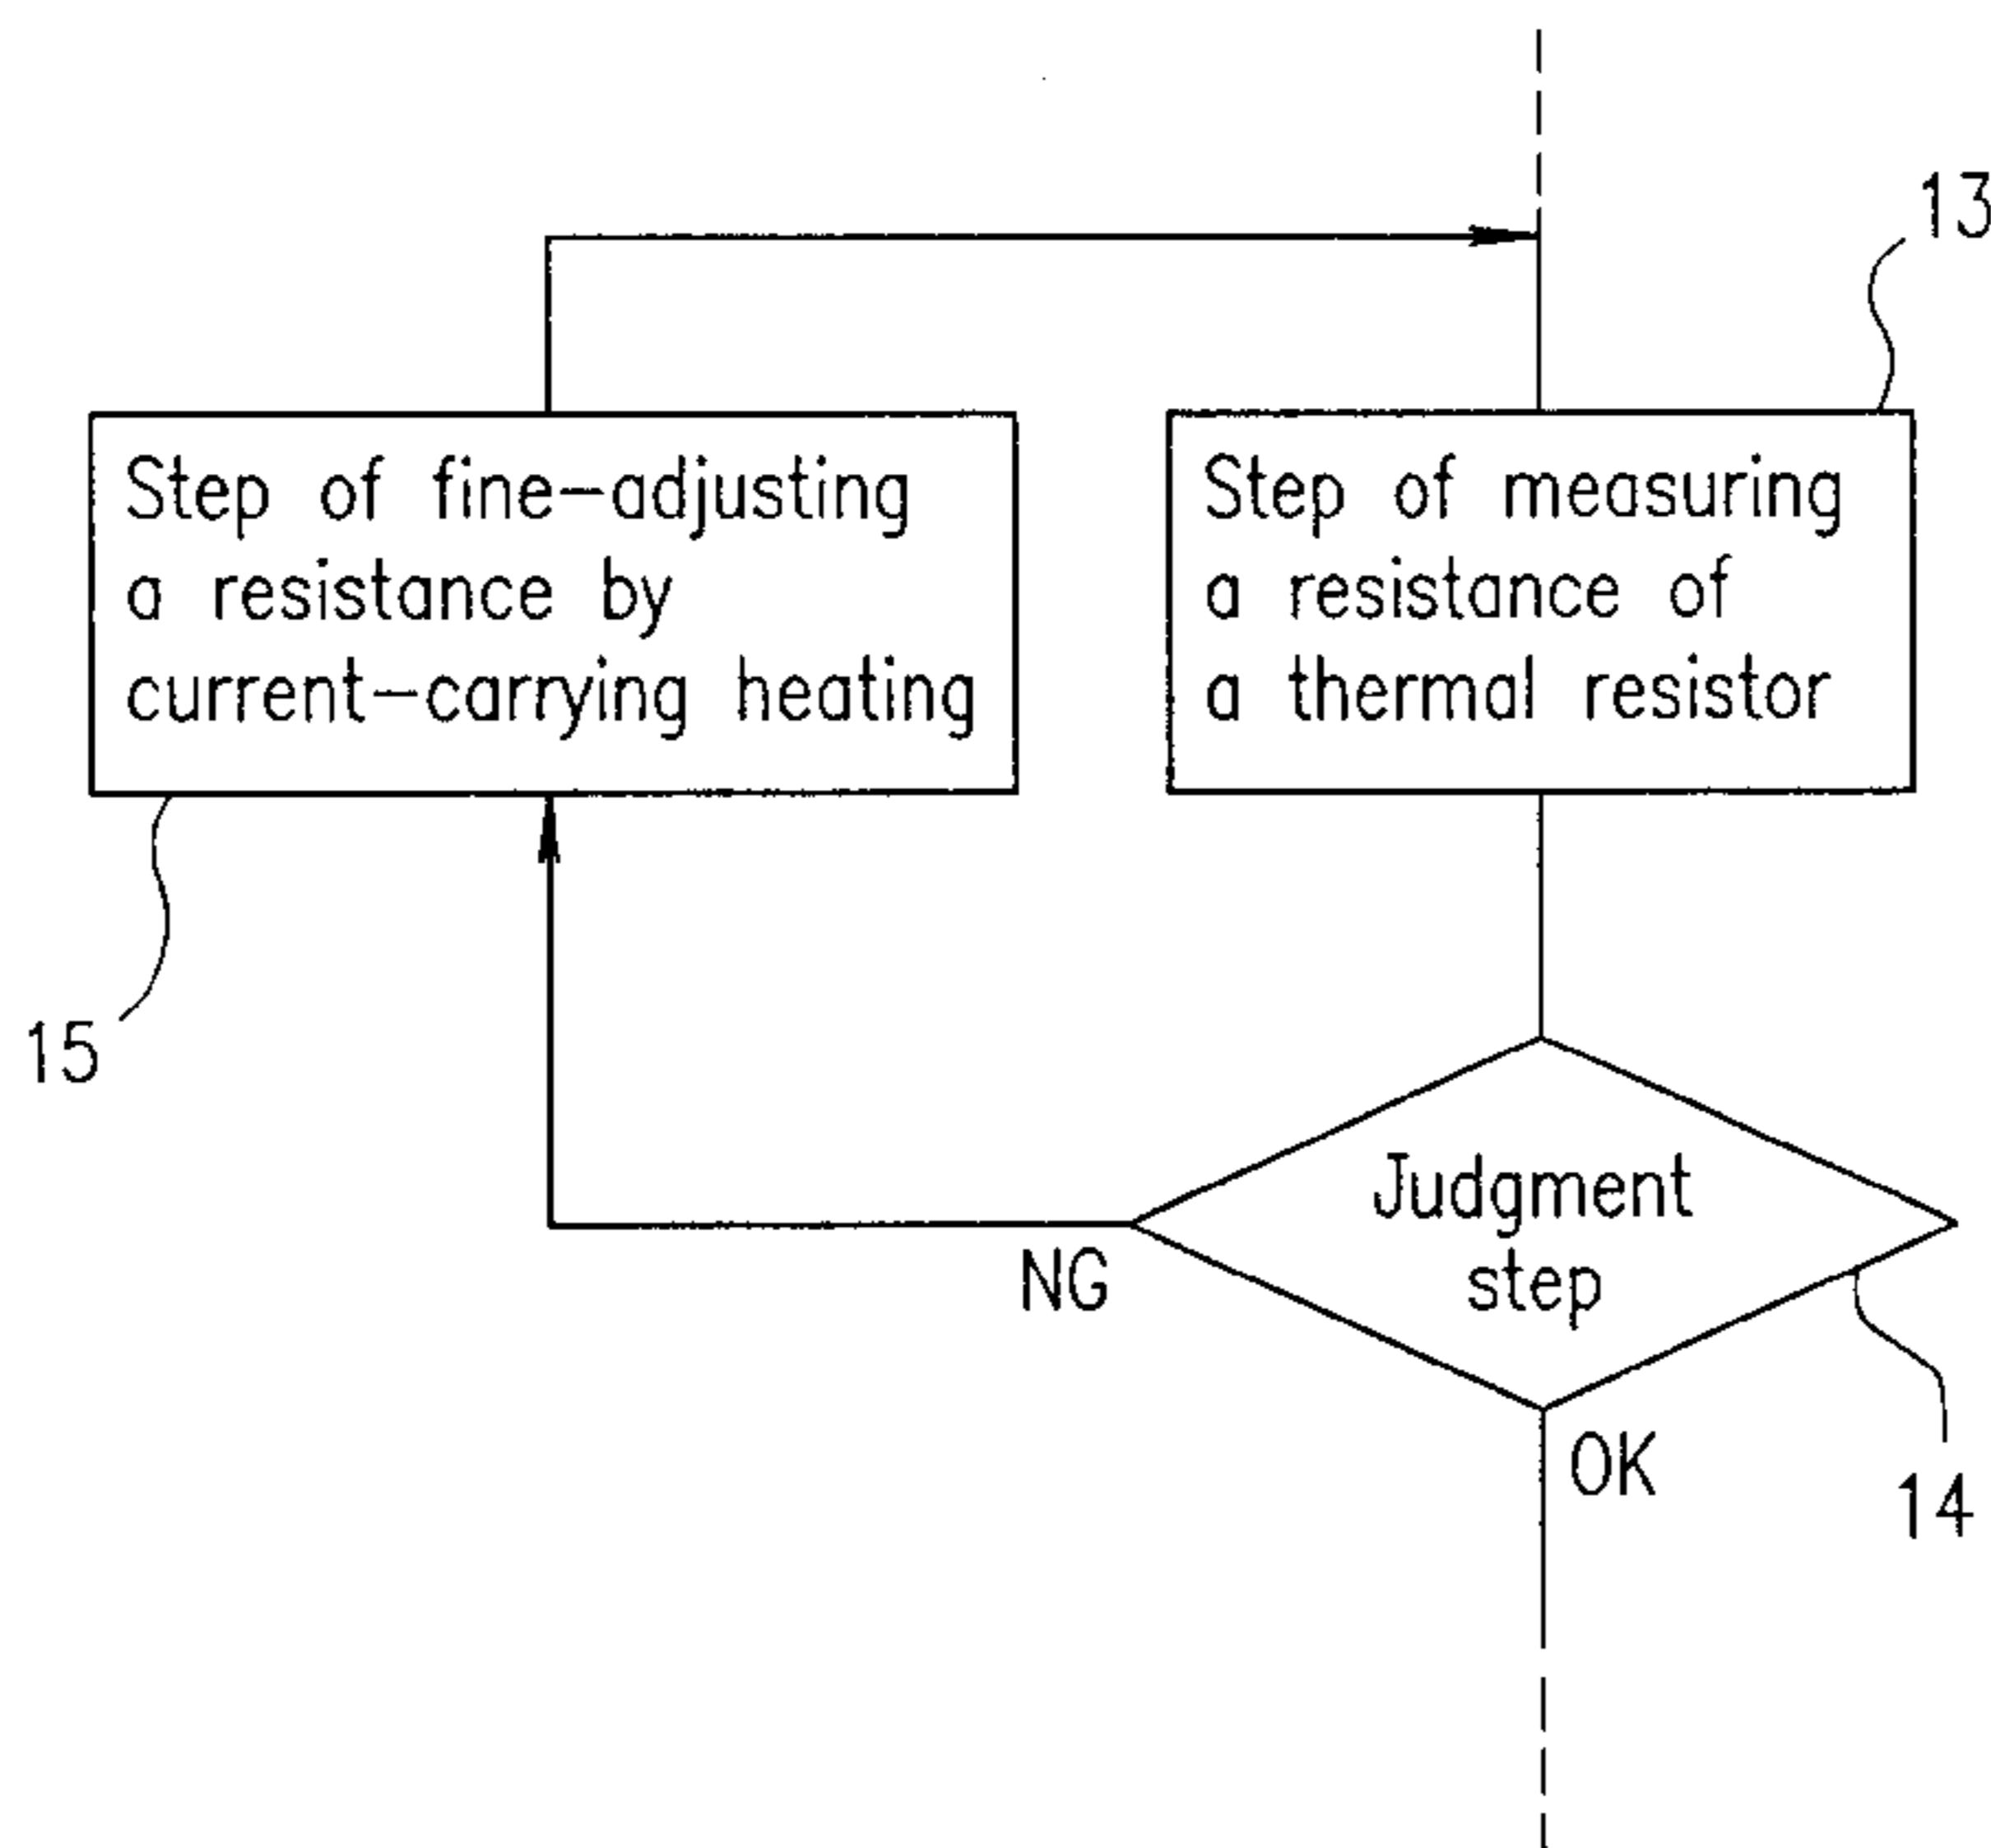 13
Step of fine-adjusting
a resistance by
current-carrying heating
Step of measuring
a resistance of
a thermal resistor
15
Judgment
step
NG
OK
14